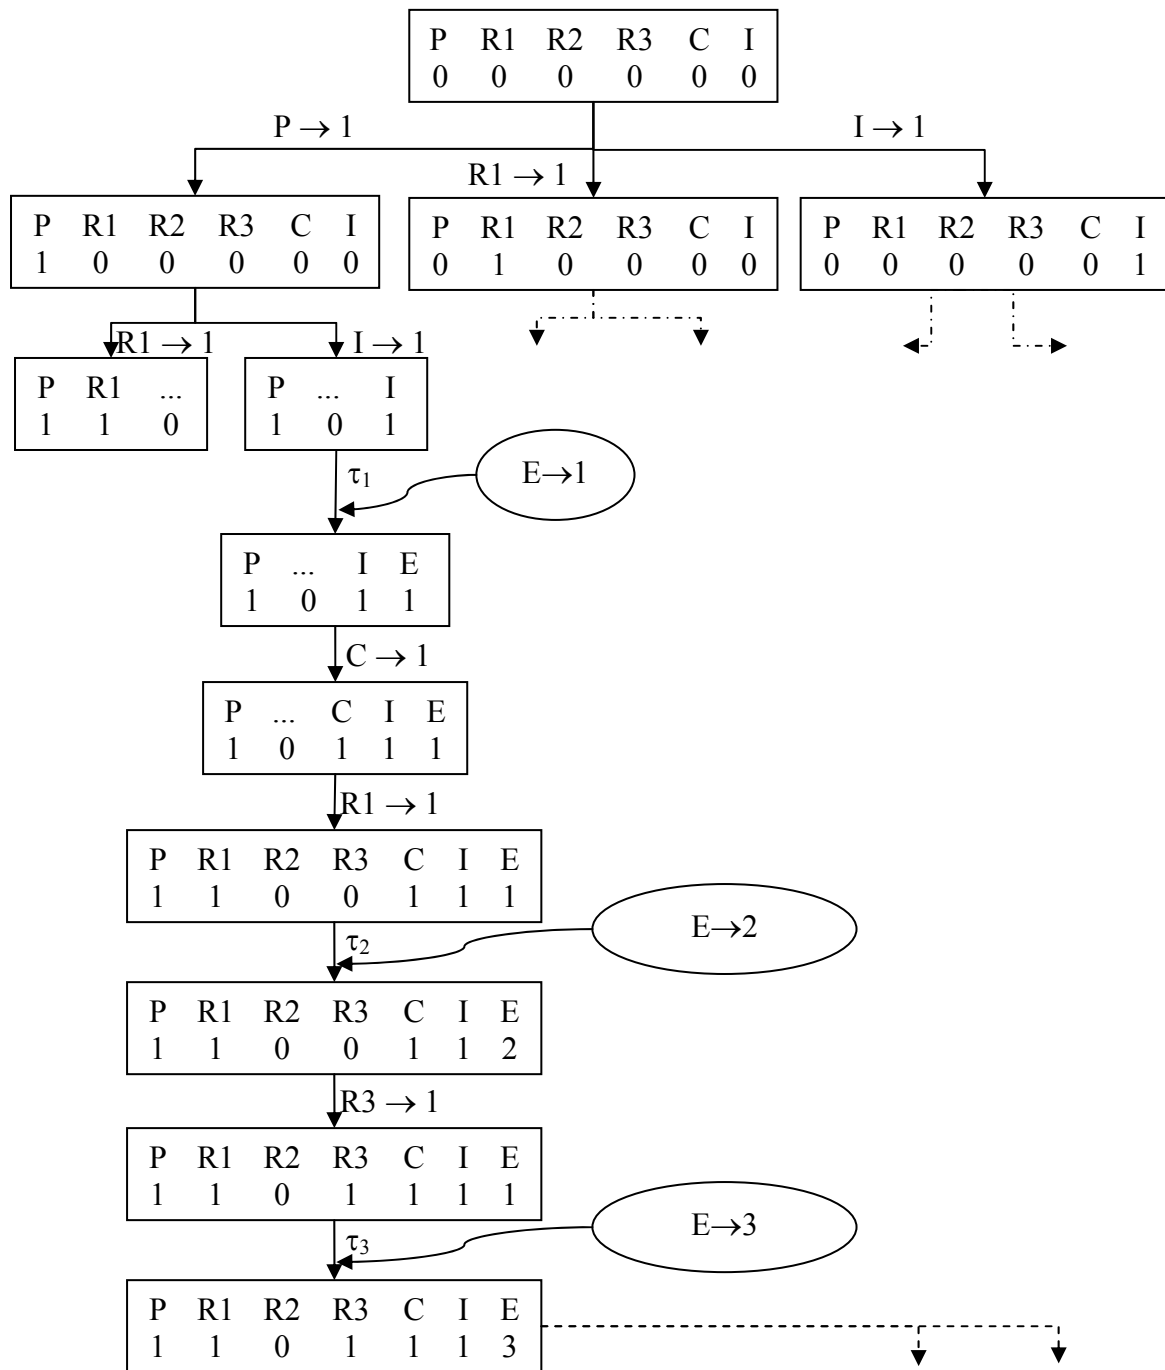 P R1 R2 R3 C I
0 0 0 0 0 0
P → 1
I → 1
R1 → 1
P R1 R2 R3 C I
1 0 0 0 0 0
P R1 R2 R3 C I
0 1 0 0 0 0
P R1 R2 R3 C I
0 0 0 0 0 1
R1 → 1
I → 1
P R1 ...
1 1 0
P ... I
1 0 1
τ1
E→1
P ... I E
1 0 1 1
C → 1
P ... C I E
1 0 1 1 1
R1 → 1
P R1 R2 R3 C I E
1 1 0 0 1 1 1
τ2
E→2
P R1 R2 R3 C I E
1 1 0 0 1 1 2
R3 → 1
P R1 R2 R3 C I E
1 1 0 1 1 1 1
τ3
E→3
P R1 R2 R3 C I E
1 1 0 1 1 1 3